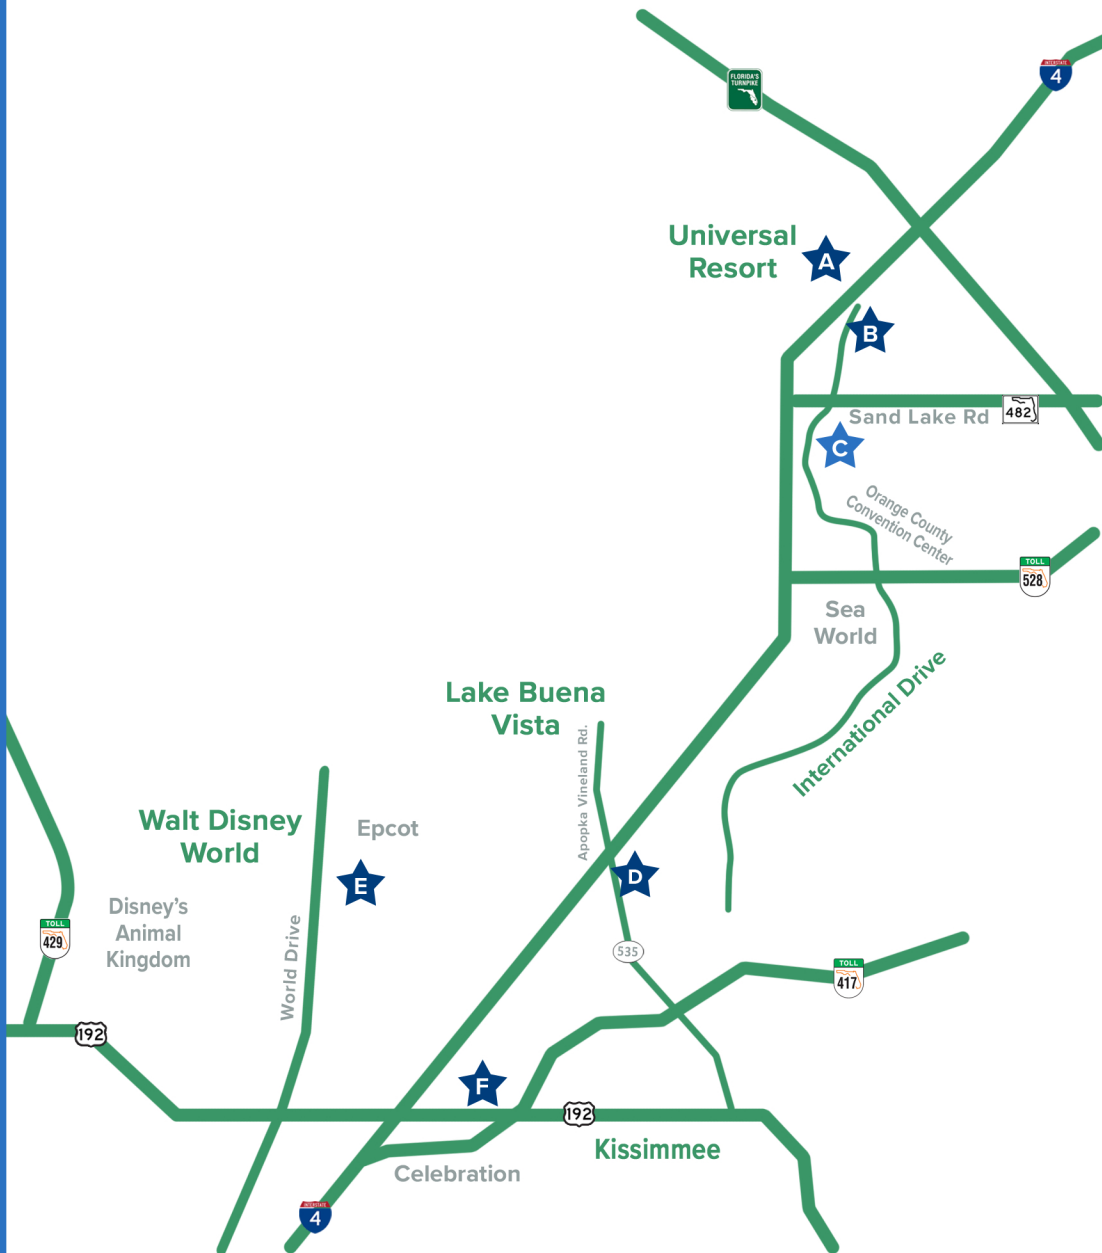 FLORIDA'S
TURNPIKE
INTERSTATE
4
Universal
Resort
A
B
482
Sand Lake Rd
C
Orange County
Convention Center
TOLL
528
Sea
World
International Drive
Lake Buena
Vista
Apopka Vineland Rd.
Walt Disney
World
Epcot
D
E
Disney’s
Animal
Kingdom
TOLL
429
World Drive
535
TOLL
417
192
F
192
Kissimmee
Celebration
INTERSTATE
4